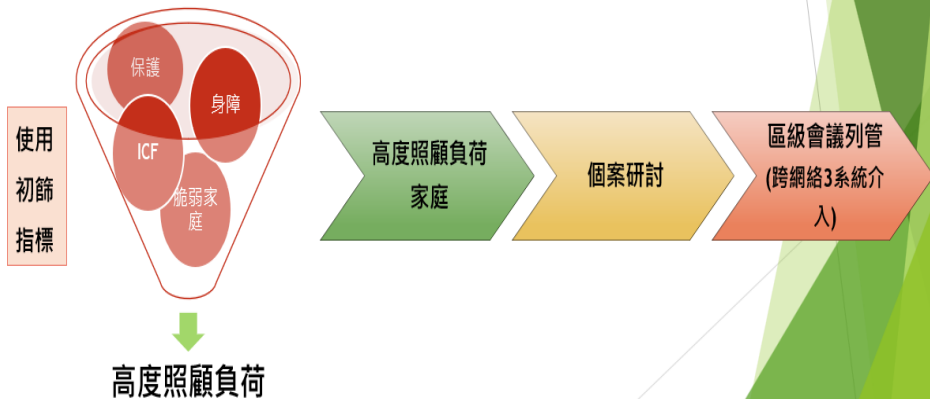 使用
初篩
指標
保護
身障
ICF
脆弱家
庭
高度照顧負荷
高度照顧負荷
家庭
個案研討
區級會議列管
(跨網絡3系統介
入)